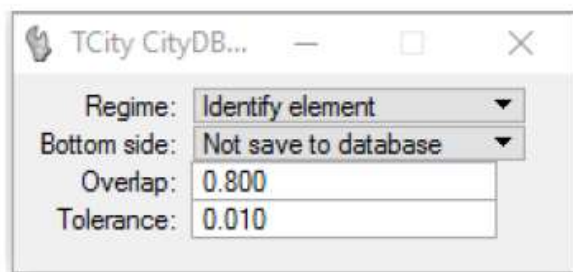 TCity CityDB...
Regime: Identify element
Bottom side: Not save to database
Overlap: 0.800
Tolerance: 0.010